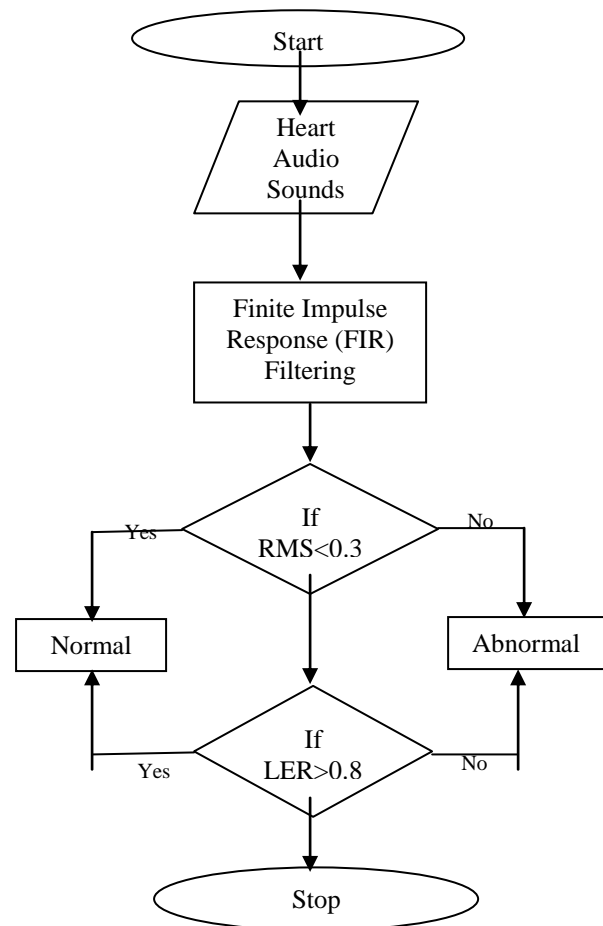 Start
Heart
Audio
Sounds
Finite Impulse
Response (FIR)
Filtering
If
RMS<0.3
Yes
No
Normal
Abnormal
If
LER>0.8
Yes
No
Stop